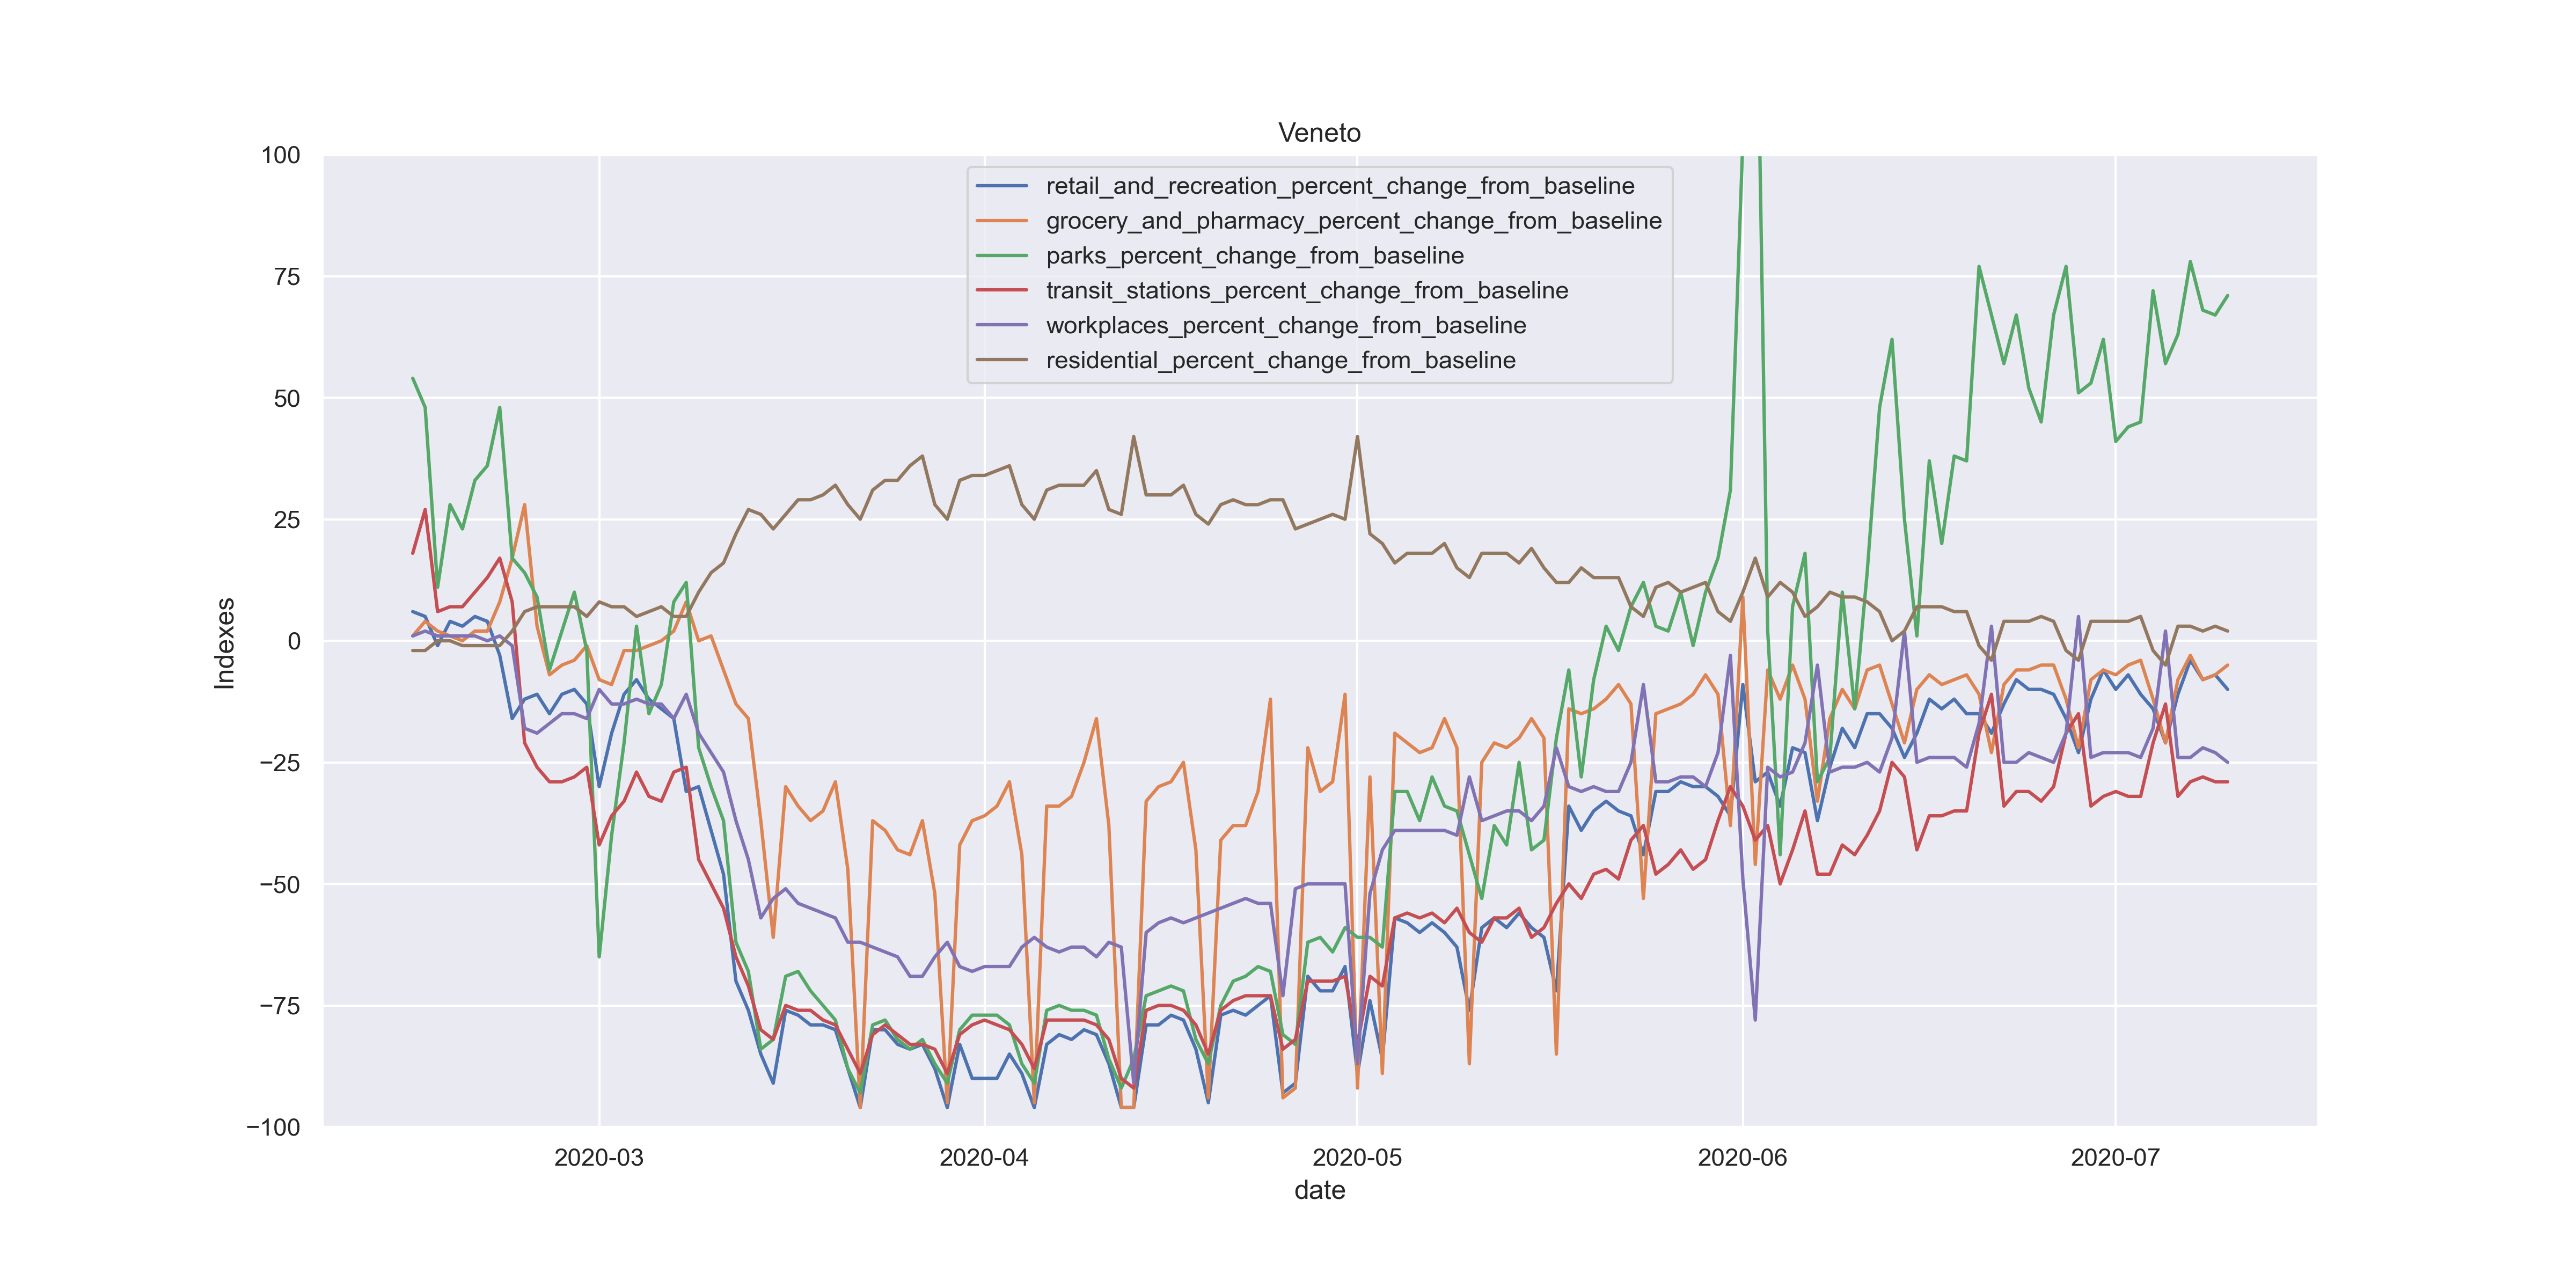 Veneto
100
75
50
25
0
−25
−50
−75
−100
Indexes
retail_and_recreation_percent_change_from_baseline
grocery_and_pharmacy_percent_change_from_baseline
parks_percent_change_from_baseline
transit_stations_percent_change_from_baseline
workplaces_percent_change_from_baseline
residential_percent_change_from_baseline
2020-03 2020-04 2020-05 2020-06 2020-07
date